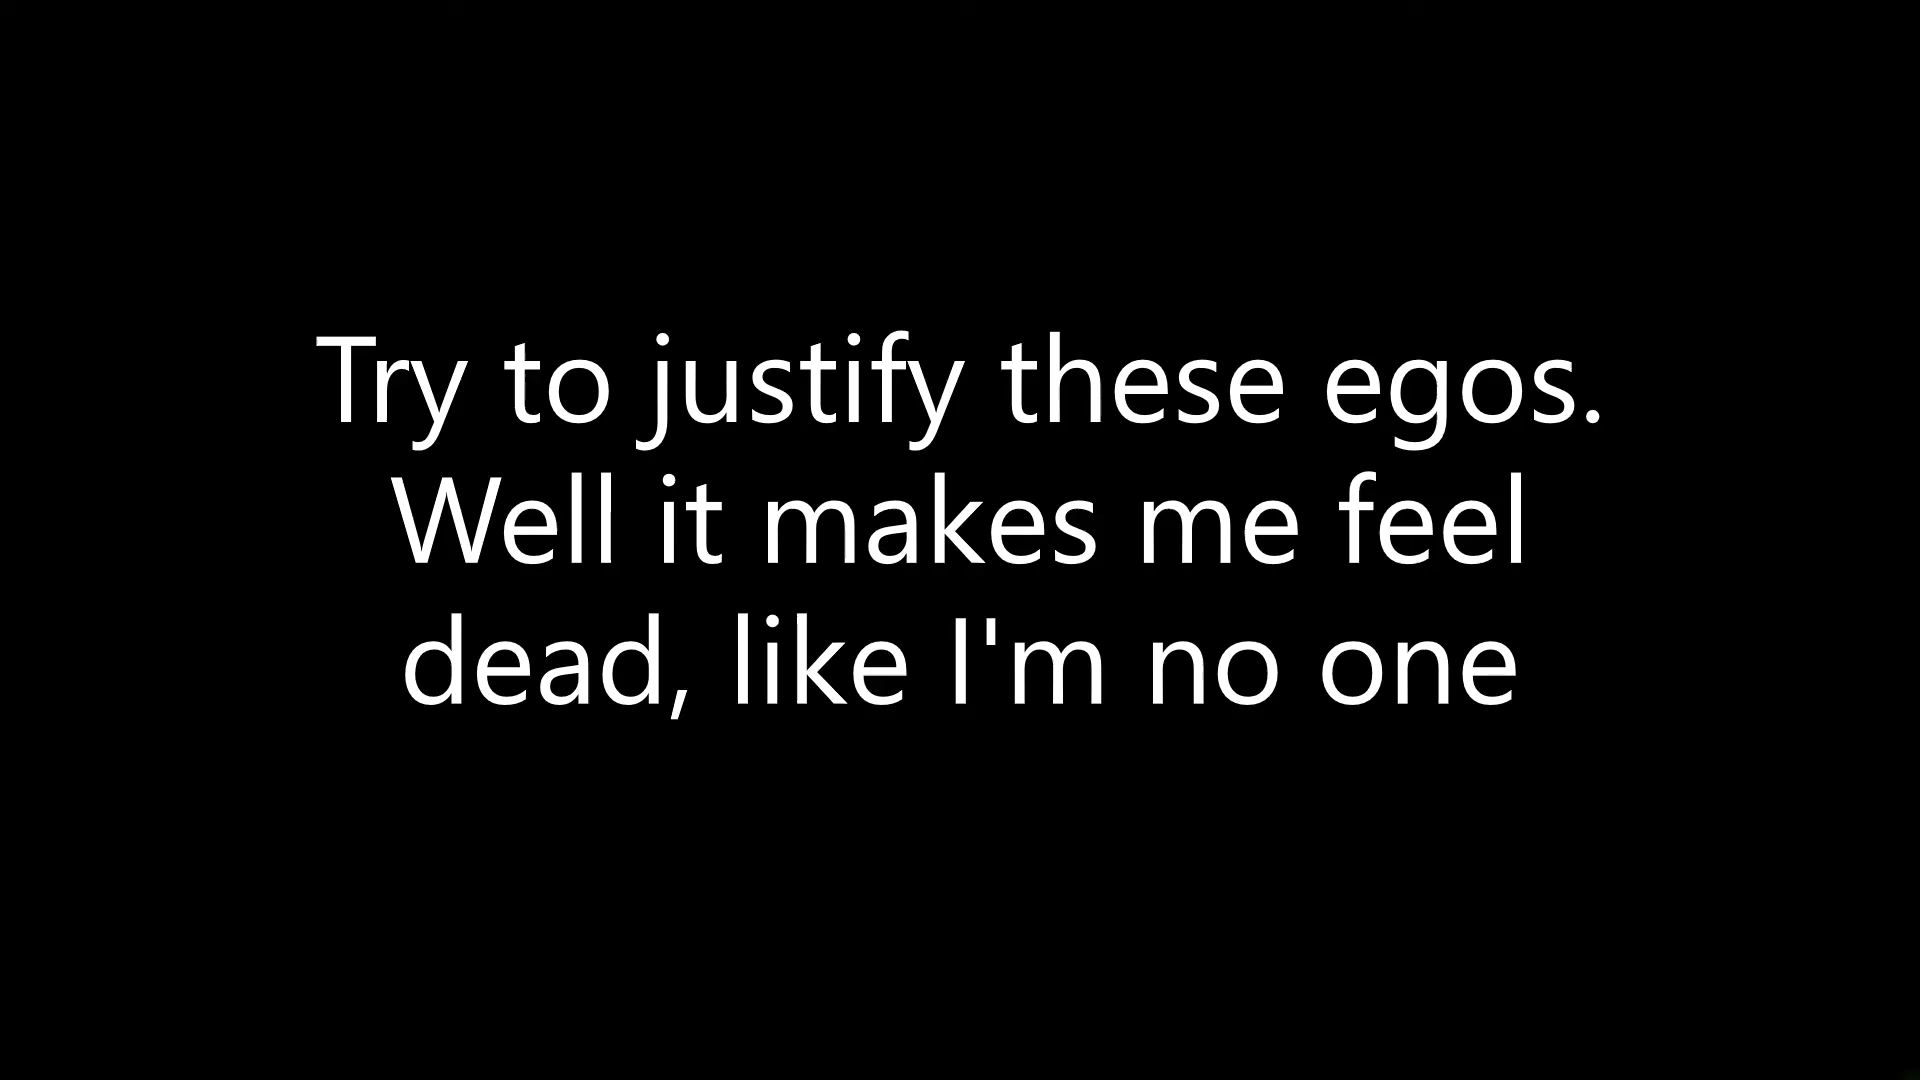 Try to justify these egos.
Well it makes me feel
dead, like I'm no one